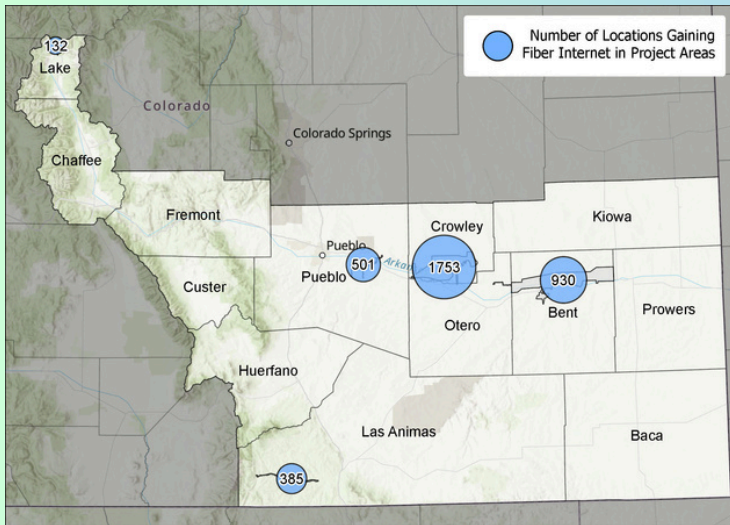 Number of Locations Gaining
Fiber Internet in Project Areas
132
Lake
Colorado
Colorado Springs
Chaffee
Fremont
Crowley
Kiowa
Pueblo
501
Arkan
1753
930
Pueblo
Custer
Bent
Prowers
Otero
Huerfano
Las Animas
Baca
385